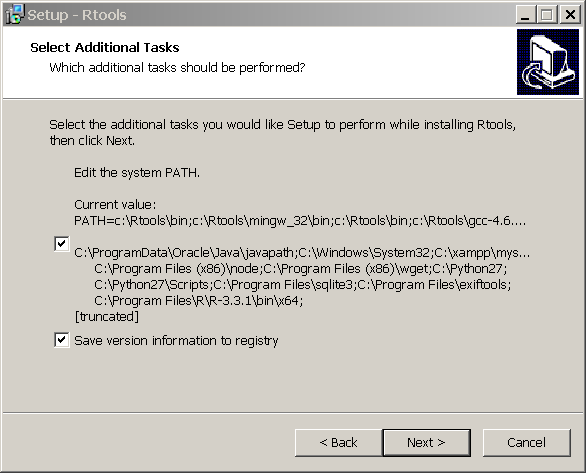 Setup - Rtools
Select Additional Tasks
Which additional tasks should be performed?
Select the additional tasks you would like Setup to perform while installing Rtools,
then click Next.
Edit the system PATH.
Current value:
PATH=c:\Rtools\bin;c:\Rtools\mingw_32\bin;c:\Rtools\bin;c:\Rtools\gcc-4.6....
C:\ProgramData\Oracle\Java\javapath;C:\Windows\System32;C:\xampp\mys...
C:\Program Files (x86)\node;C:\Program Files (x86)\wget;C:\Python27;
C:\Python27\Scripts;C:\Program Files\sqlite3;C:\Program Files\exiftools;
C:\Program Files\R\R-3.3.1\bin\x64;
[truncated]
Save version information to registry
< Back
Next >
Cancel